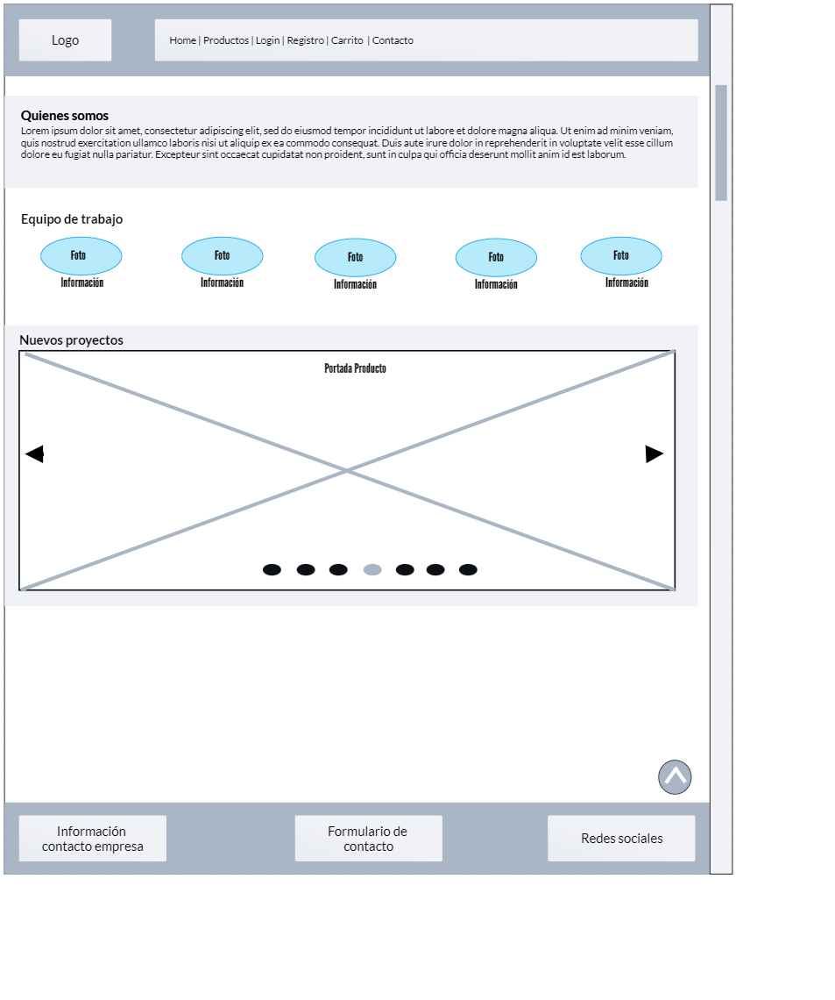 Logo
Home | Productos | Login | Registro | Carrito | Contacto
Quienes somos
Lorem ipsum dolor sit amet, consectetur adipiscing elit, sed do eiusmod tempor incididunt ut labore et dolore magna aliqua. Ut enim ad minim veniam,
quis nostrud exercitation ullamco laboris nisi ut aliquip ex ea commodo consequat. Duis aute irure dolor in reprehenderit in voluptate velit esse cillum
dolore eu fugiat nulla pariatur. Excepteur sint occaecat cupidatat non proident, sunt in culpa qui officia deserunt mollit anim id est laborum.
Equipo de trabajo
Foto Foto Foto Foto Foto
Información Información Información Información Información
Nuevos proyectos
Portada Producto
Información
contacto empresa
Formulario de
contacto
Redes sociales